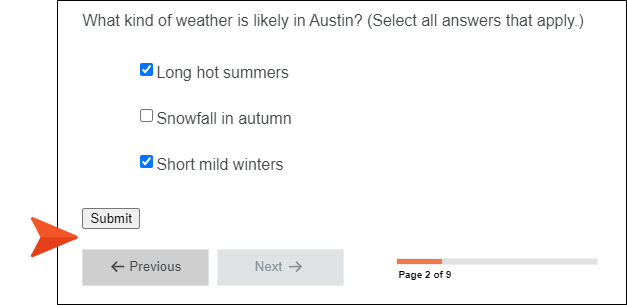 What kind of weather is likely in Austin? (Select all answers that apply.)
Long hot summers
Snowfall in autumn
Short mild winters
Submit
← Previous
Next →
Page 2 of 9